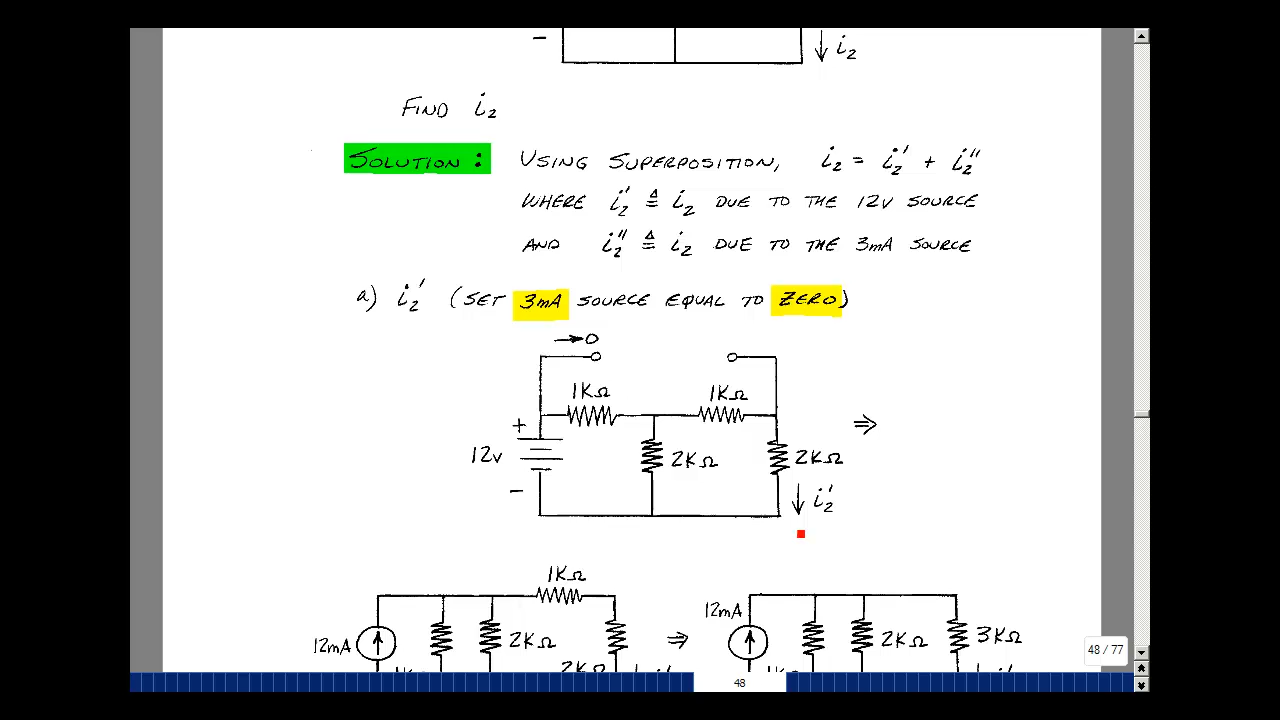 − i2
FIND i2
SOLUTION: USING SUPERPOSITION, i2 = i2' + i2''
WHERE i2' ≜ i2 DUE TO THE 12V SOURCE
AND i2'' ≜ i2 DUE TO THE 3mA SOURCE
a) i2' (SET 3mA SOURCE EQUAL TO ZERO)
→0
1KΩ 1KΩ
+
12V 2KΩ 2KΩ ⇒
− i2'
1KΩ
12mA
12mA 2KΩ ⇒ 2KΩ 3KΩ
48 / 77
48